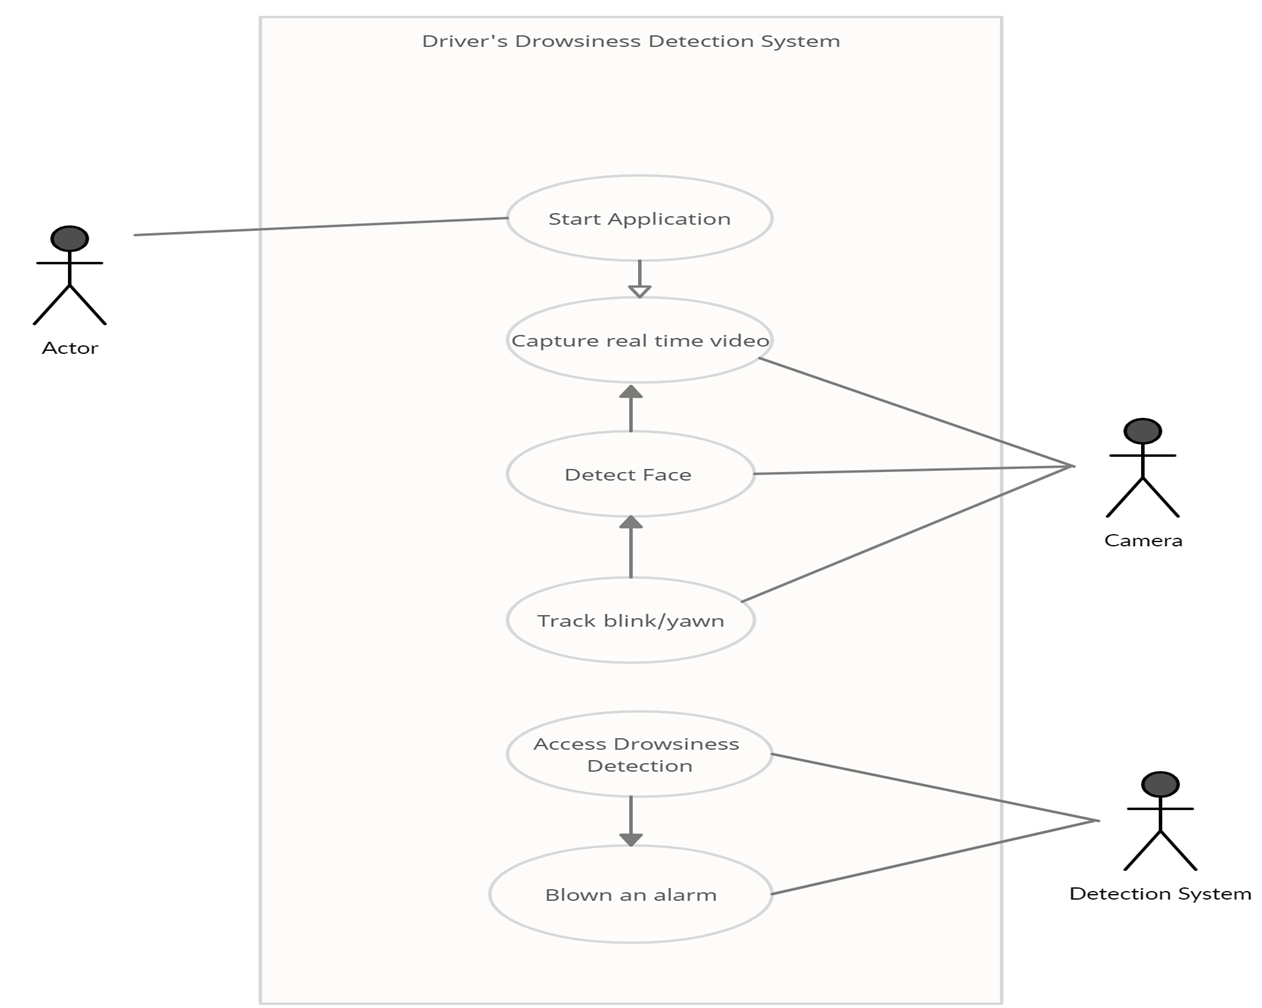 Driver's Drowsiness Detection System
Start Application
Actor
Capture real time video
Detect Face
Camera
Track blink/yawn
Access Drowsiness
Detection
Blown an alarm
Detection System